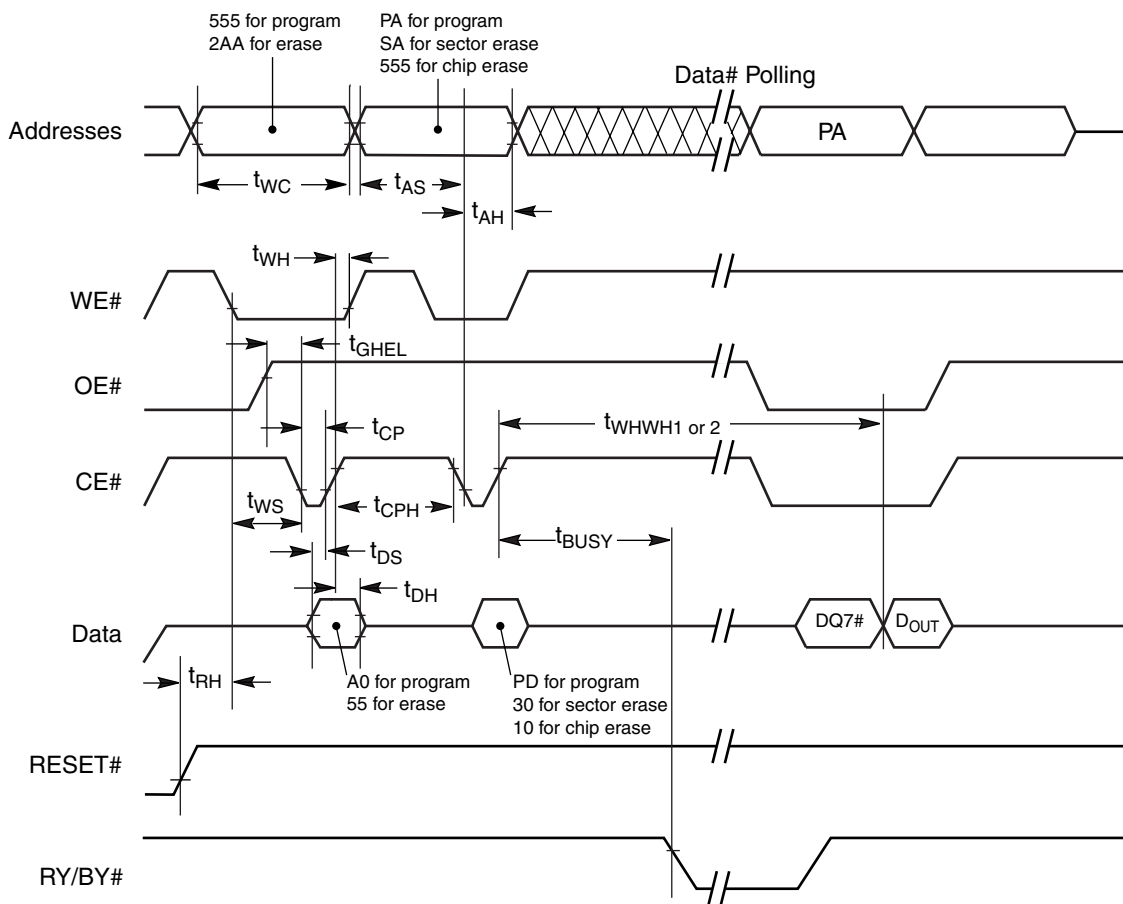 555 for program
2AA for erase
PA for program
SA for sector erase
555 for chip erase
Data# Polling
Addresses
PA
tWC
tAS
tAH
tWH
WE#
tGHEL
OE#
tWHWH1 or 2
tCP
CE#
tWS
tCPH
tBUSY
tDS
tDH
Data
DQ7#
DOUT
tRH
A0 for program
55 for erase
PD for program
30 for sector erase
10 for chip erase
RESET#
RY/BY#